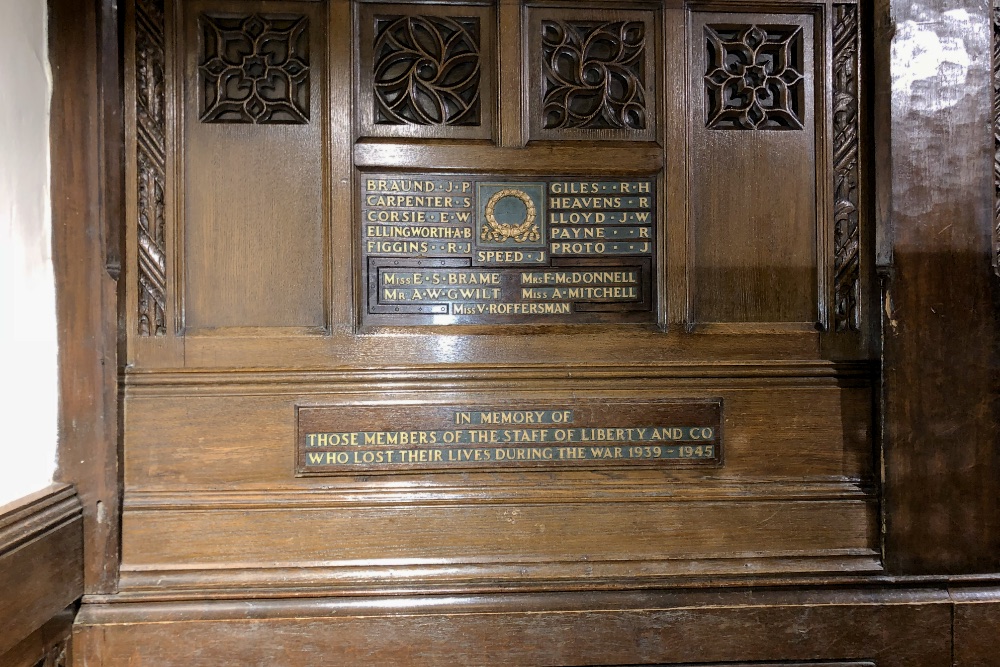 BRAUND · J · P
CARPENTER · S
CORSIE · E · W
ELLINGWORTH · A · B
FIGGINS · · R · J
GILES · · R · H
HEAVENS · R
LLOYD · J · W
PAYNE · · R
PROTO · · J
SPEED · J
MISS E · S · BRAME MRS F · MCDONNELL
MR A · W · GWILT MISS A · MITCHELL
MISS V · ROFFERSMAN
IN MEMORY OF
THOSE MEMBERS OF THE STAFF OF LIBERTY AND CO
WHO LOST THEIR LIVES DURING THE WAR 1939 – 1945